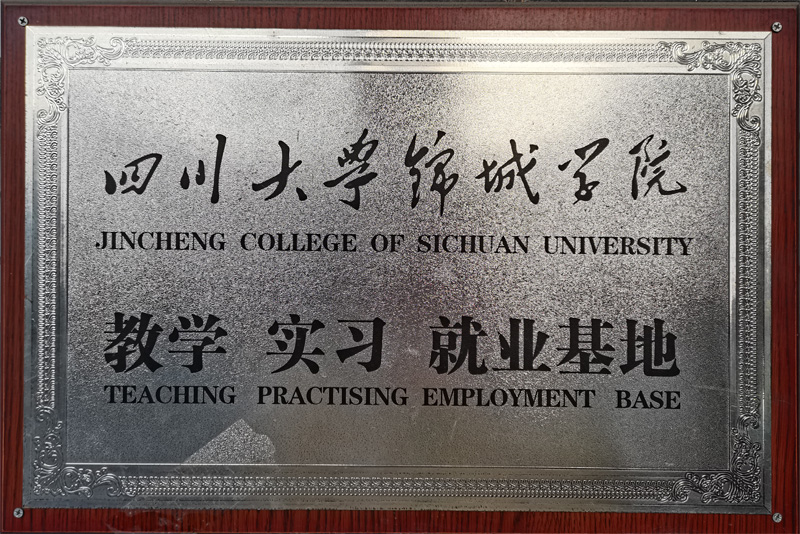 四川大學錦城学院
JINCHENG COLLEGE OF SICHUAN UNIVERSITY
教学 实习 就业基地
TEACHING PRACTISING EMPLOYMENT BASE